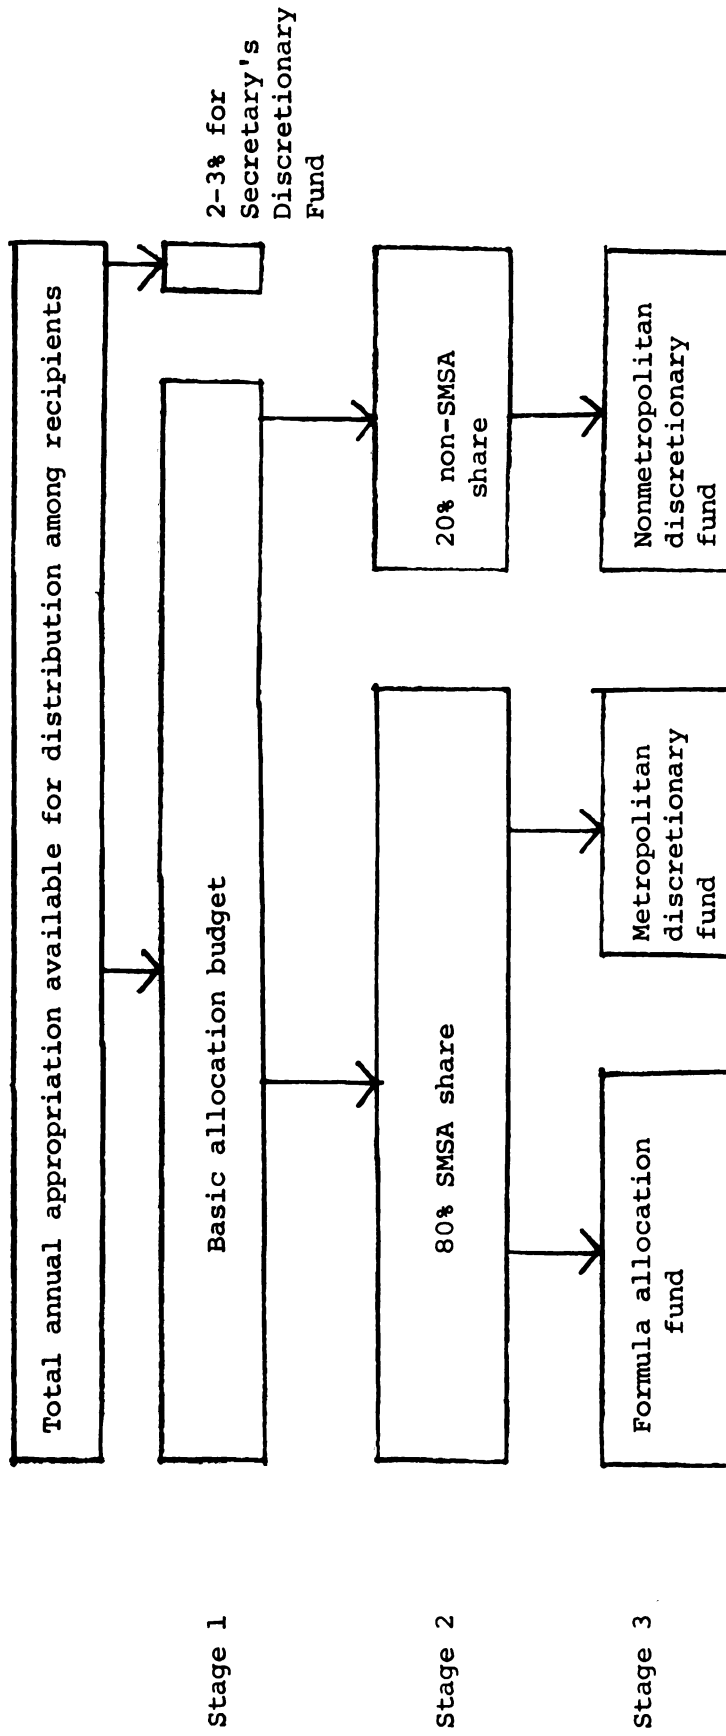 Total annual appropriation available for distribution among recipients
Stage 1
Basic allocation budget
2-3% for
Secretary's
Discretionary
Fund
Stage 2
80% SMSA share
20% non-SMSA
share
Stage 3
Formula allocation
fund
Metropolitan
discretionary
fund
Nonmetropolitan
discretionary
fund